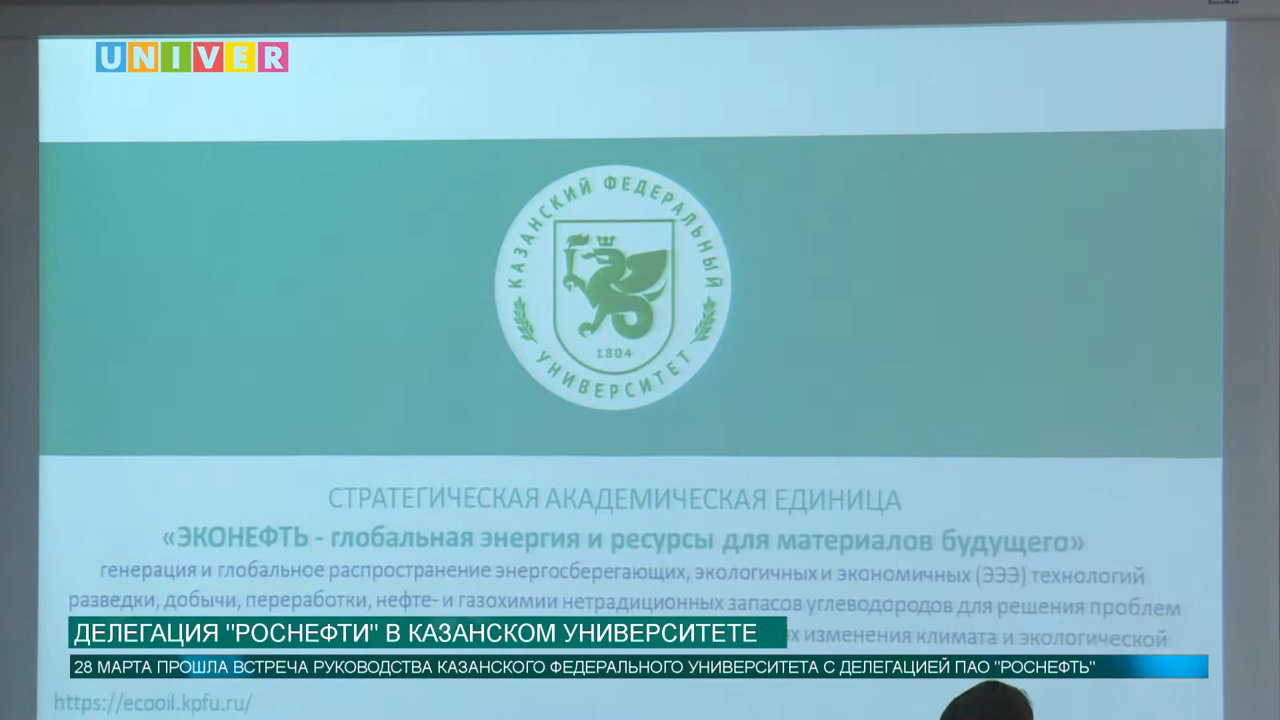 UNIVER
КАЗАНСКИЙ ФЕДЕРАЛЬНЫЙ
1804
УНИВЕРСИТЕТ
СТРАТЕГИЧЕСКАЯ АКАДЕМИЧЕСКАЯ ЕДИНИЦА
«ЭКОНЕФТЬ - глобальная энергия и ресурсы для материалов будущего»
генерация и глобальное распространение энергосберегающих, экологичных и экономичных (ЭЭЭ) технологий
разведки, добычи, переработки, нефте- и газохимии нетрадиционных запасов углеводородов для решения проблем
изменения климата и экологической
ДЕЛЕГАЦИЯ "РОСНЕФТИ" В КАЗАНСКОМ УНИВЕРСИТЕТЕ
28 МАРТА ПРОШЛА ВСТРЕЧА РУКОВОДСТВА КАЗАНСКОГО ФЕДЕРАЛЬНОГО УНИВЕРСИТЕТА С ДЕЛЕГАЦИЕЙ ПАО "РОСНЕФТЬ"
https://ecooil.kpfu.ru/